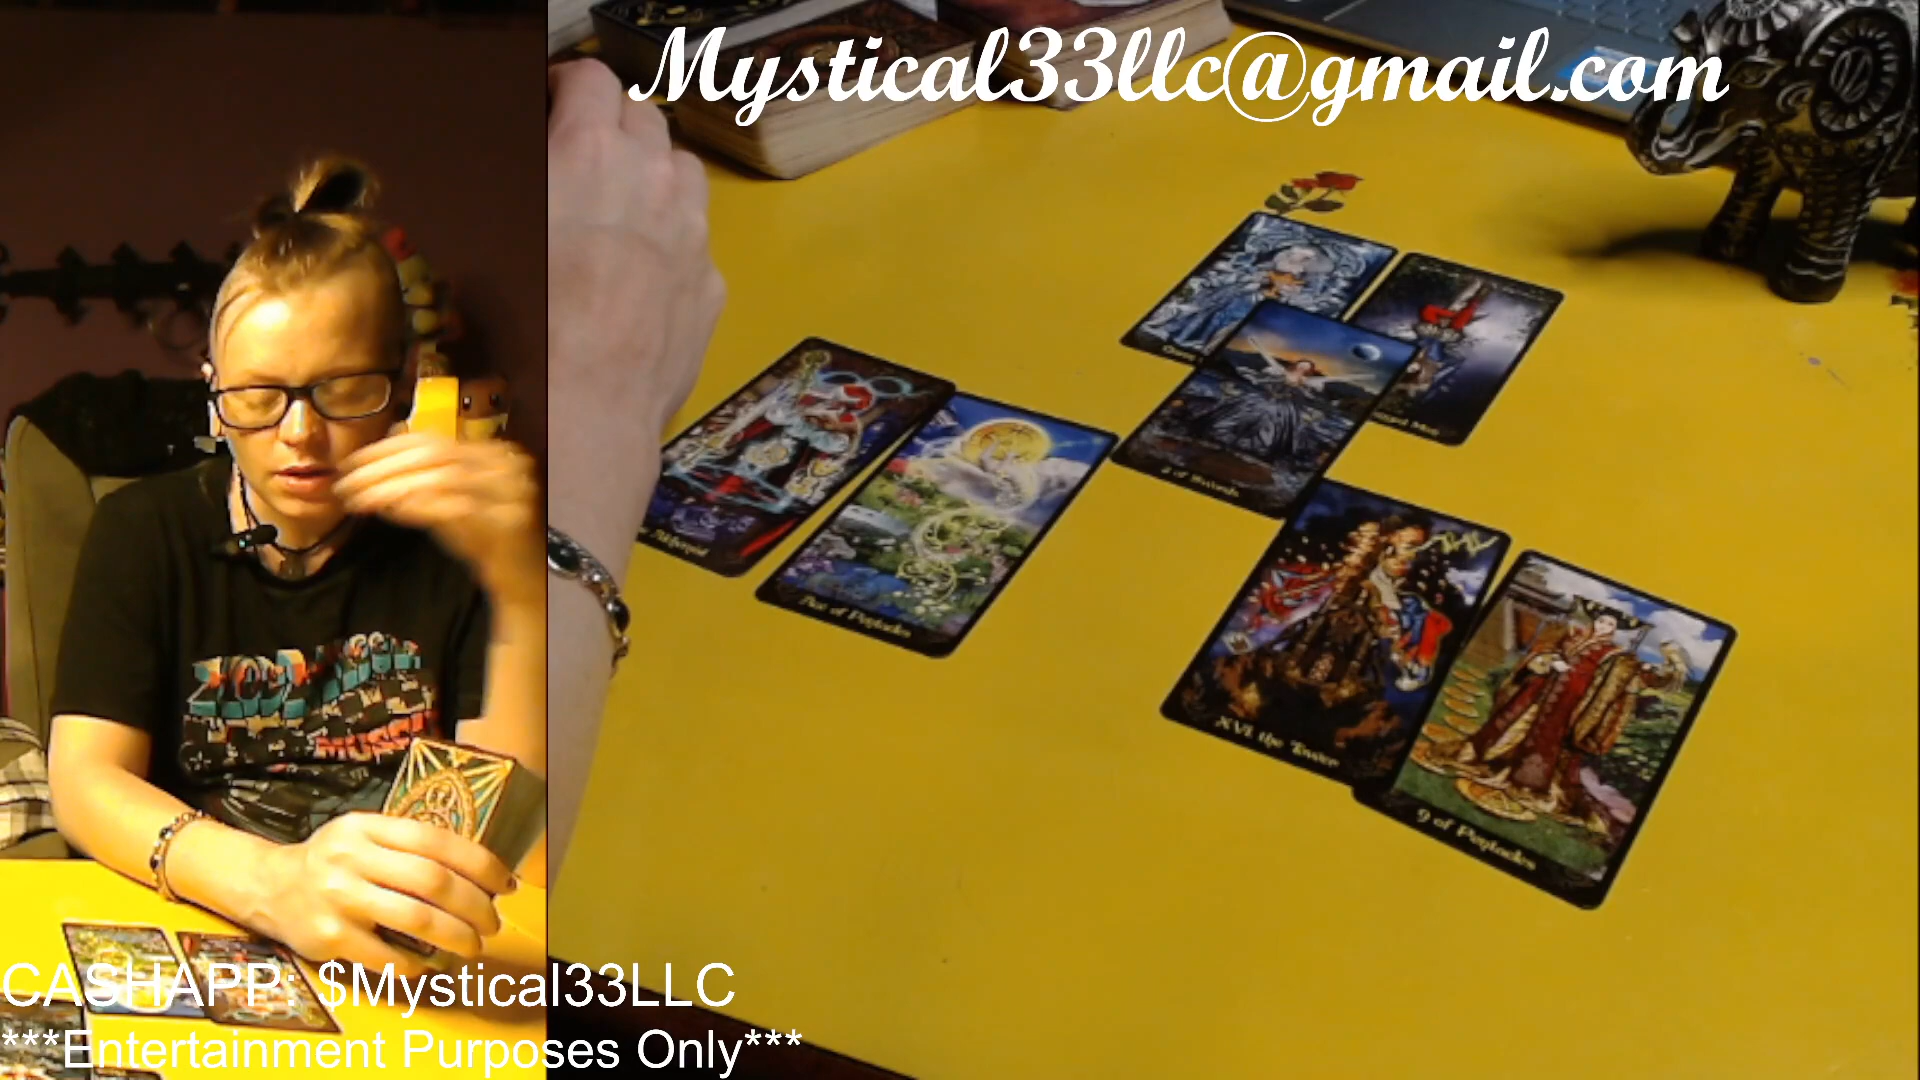 Mystical33llc@gmail.com
2 of Swords
Ace of Pentacles
XVI. the Tower
9 of Pentacles
CASHAPP: $Mystical33LLC
***Entertainment Purposes Only***